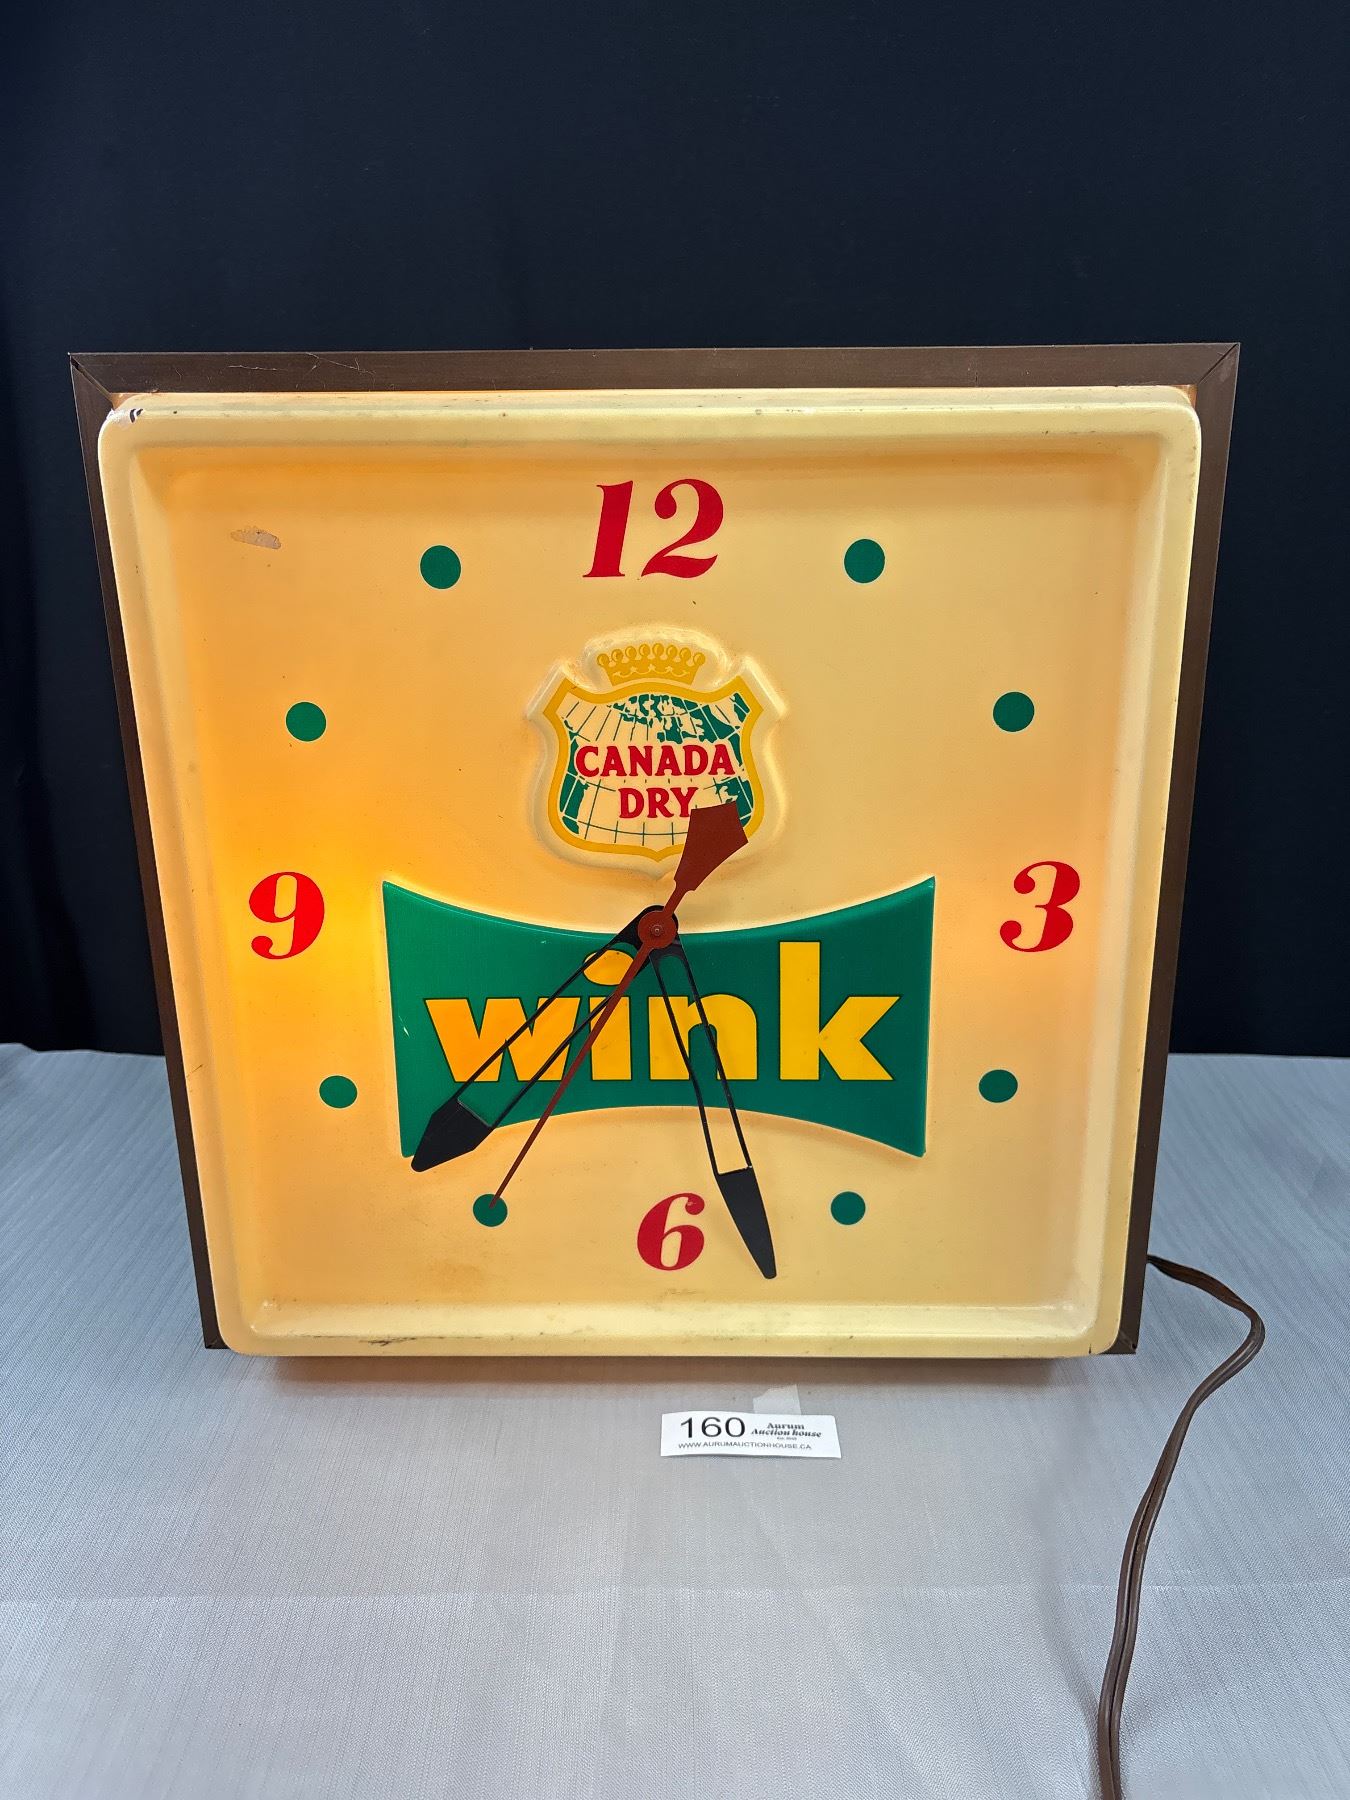 12
CANADA
DRY
9
3
wink
6
160 Aurum
Auction house
WWW.AURUMAUCTIONHOUSE.CA